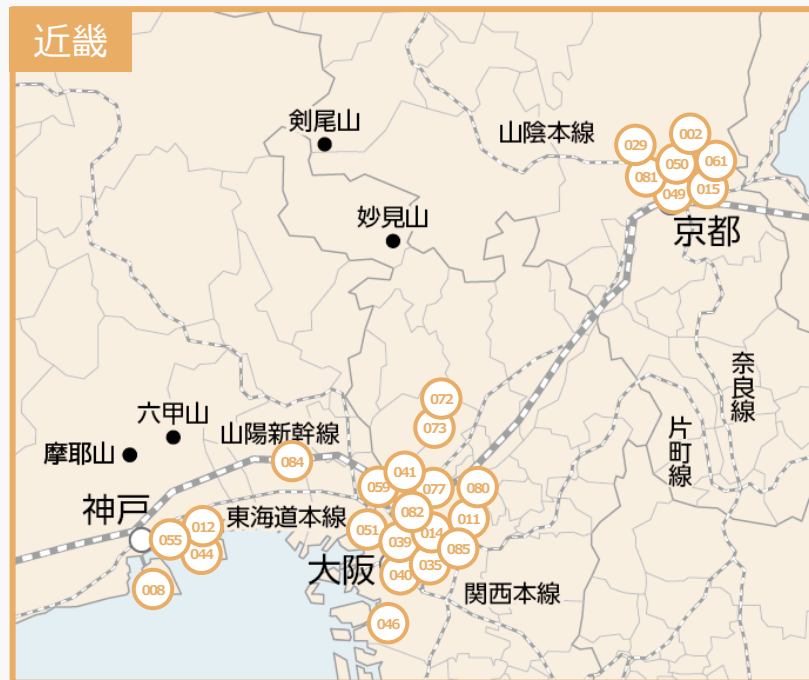 近畿
剣尾山
山陰本線
002
029
050
061
081
015
049
京都
妙見山
奈良線
072
六甲山
073
片町線
山陽新幹線
摩耶山
084
041
059
077
080
神戸
082
東海道本線
012
011
051
014
055
039
085
044
大阪
035
040
008
関西本線
046